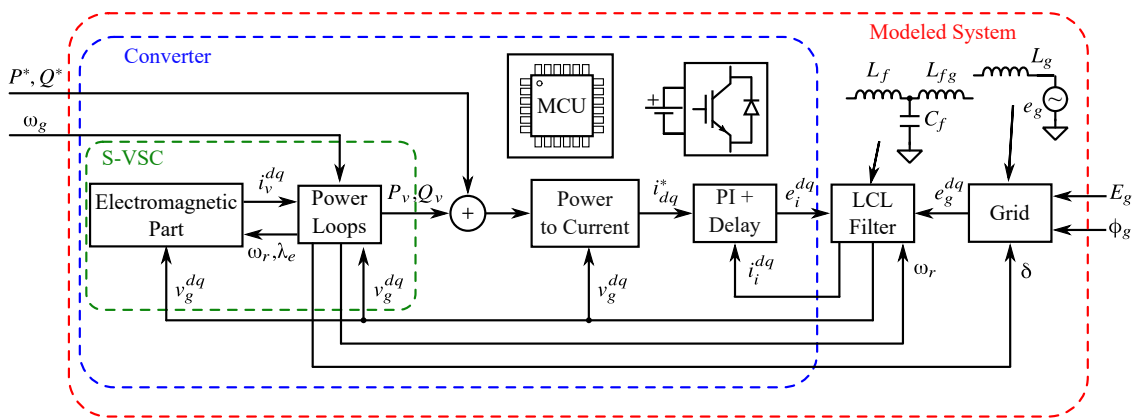 Modeled System
Converter
P*, Q*
ω_g
MCU
+
L_f
L_fg
L_g
C_f
e_g
~
S-VSC
Electromagnetic
Part
i_v^dq
Power
Loops
ω_r, λ_e
P_v, Q_v
+
Power
to Current
i_dq^*
PI +
Delay
e_i^dq
LCL
Filter
e_g^dq
Grid
E_g
ϕ_g
v_g^dq
v_g^dq
v_g^dq
i_i^dq
ω_r
δ